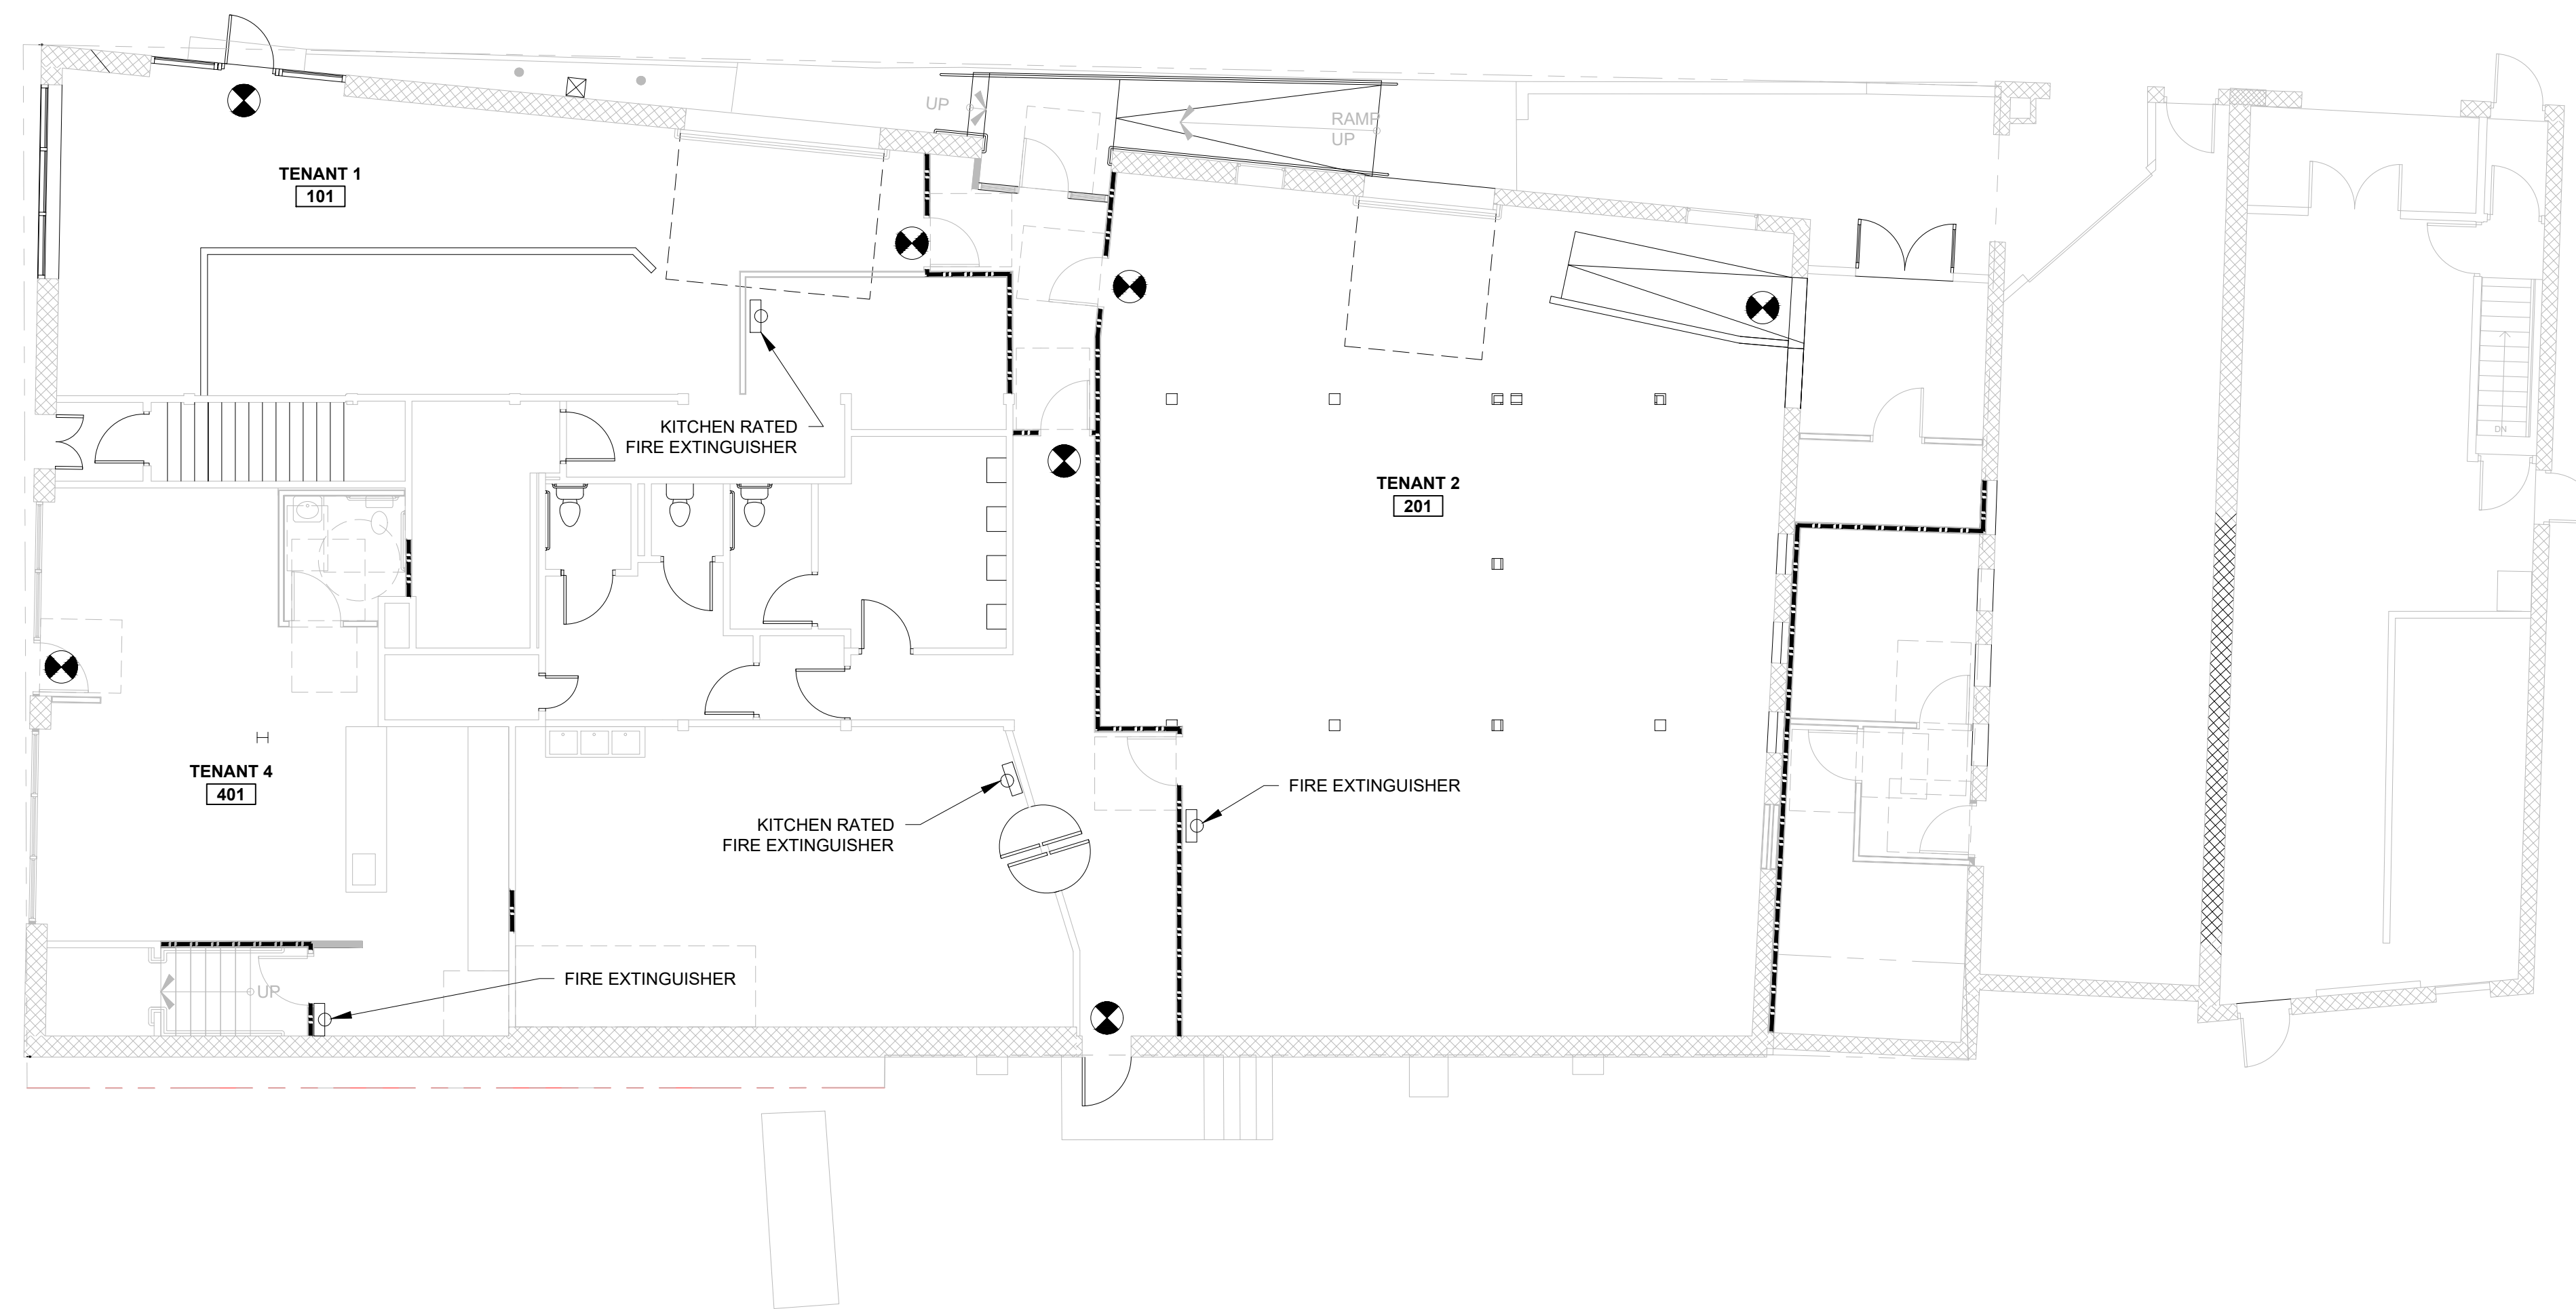 UP
RAMP
UP
TENANT 1
101
KITCHEN RATED
FIRE EXTINGUISHER
DN
TENANT 2
201
TENANT 4
401
FIRE EXTINGUISHER
KITCHEN RATED
FIRE EXTINGUISHER
FIRE EXTINGUISHER
UP